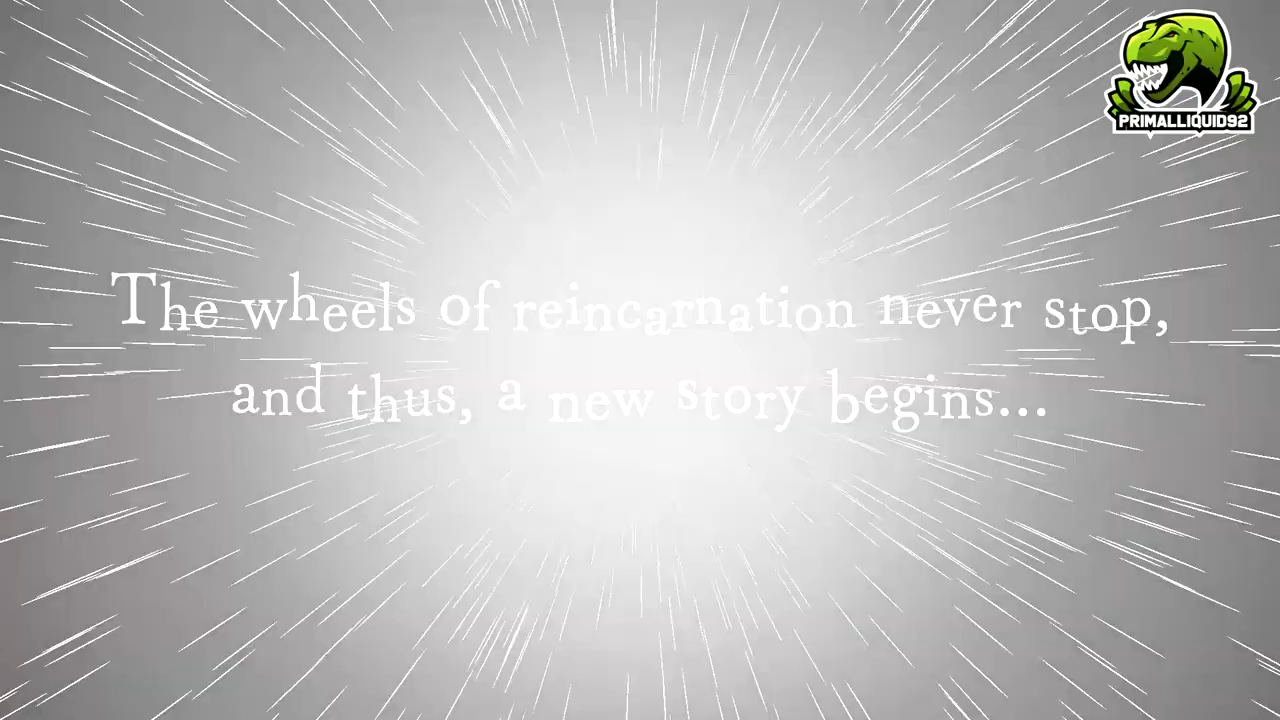 PRIMALLIQUID92
The wheels of reincarnation never stop,
and thus, a new story begins...